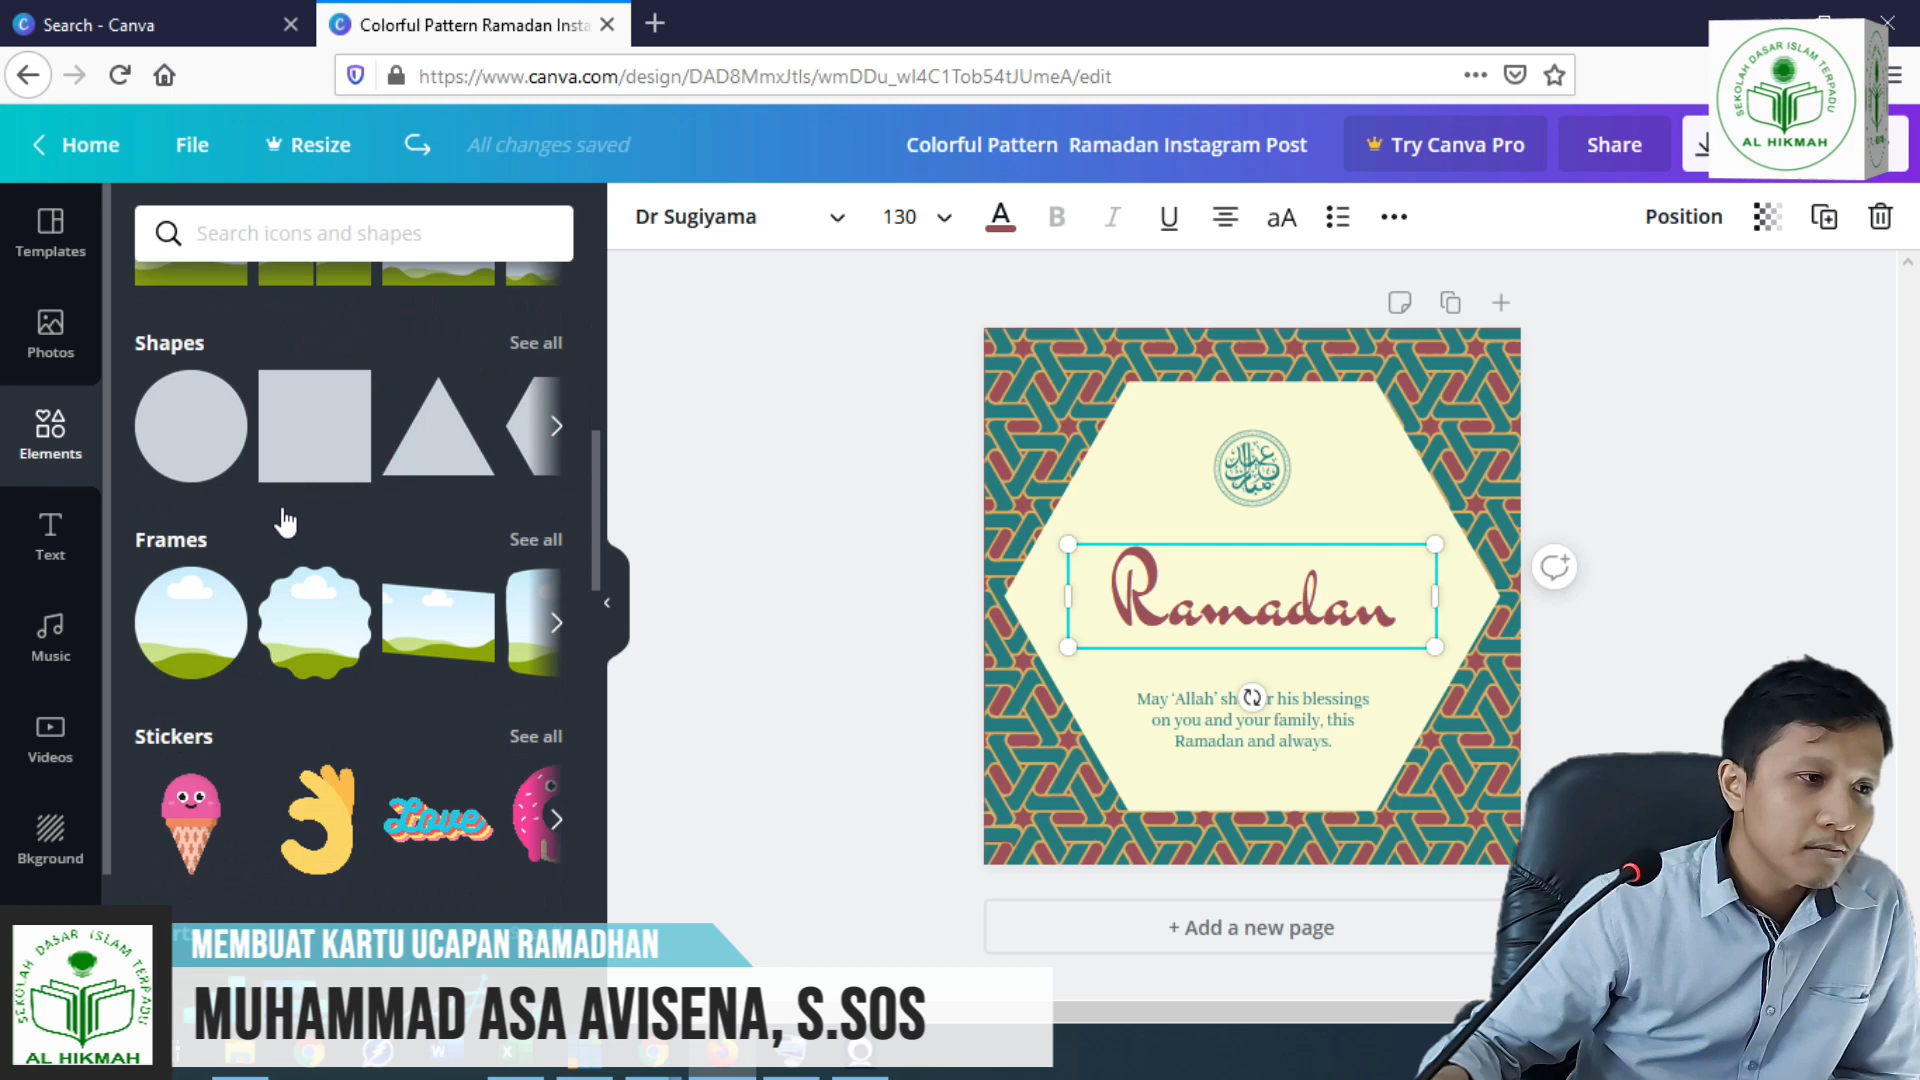 Search - Canva
Colorful Pattern Ramadan Insta
https://www.canva.com/design/DAD8MmxJtls/wmDDu_wI4C1Tob54tJUmeA/edit
Home
File
Resize
All changes saved
Colorful Pattern Ramadan Instagram Post
Try Canva Pro
Share
SEKOLAH DASAR ISLAM TERPADU
AL HIKMAH
Templates
Photos
Elements
Text
Music
Videos
Bkground
Search icons and shapes
Shapes
See all
Frames
See all
Stickers
See all
Love
Dr Sugiyama
130
A
B
I
U
aA
Position
Ramadan
May ‘Allah’ sh
r his blessings
on you and your family, this
Ramadan and always.
+ Add a new page
SEKOLAH DASAR ISLAM TERPADU
AL HIKMAH
MEMBUAT KARTU UCAPAN RAMADHAN
MUHAMMAD ASA AVISENA, S.SOS